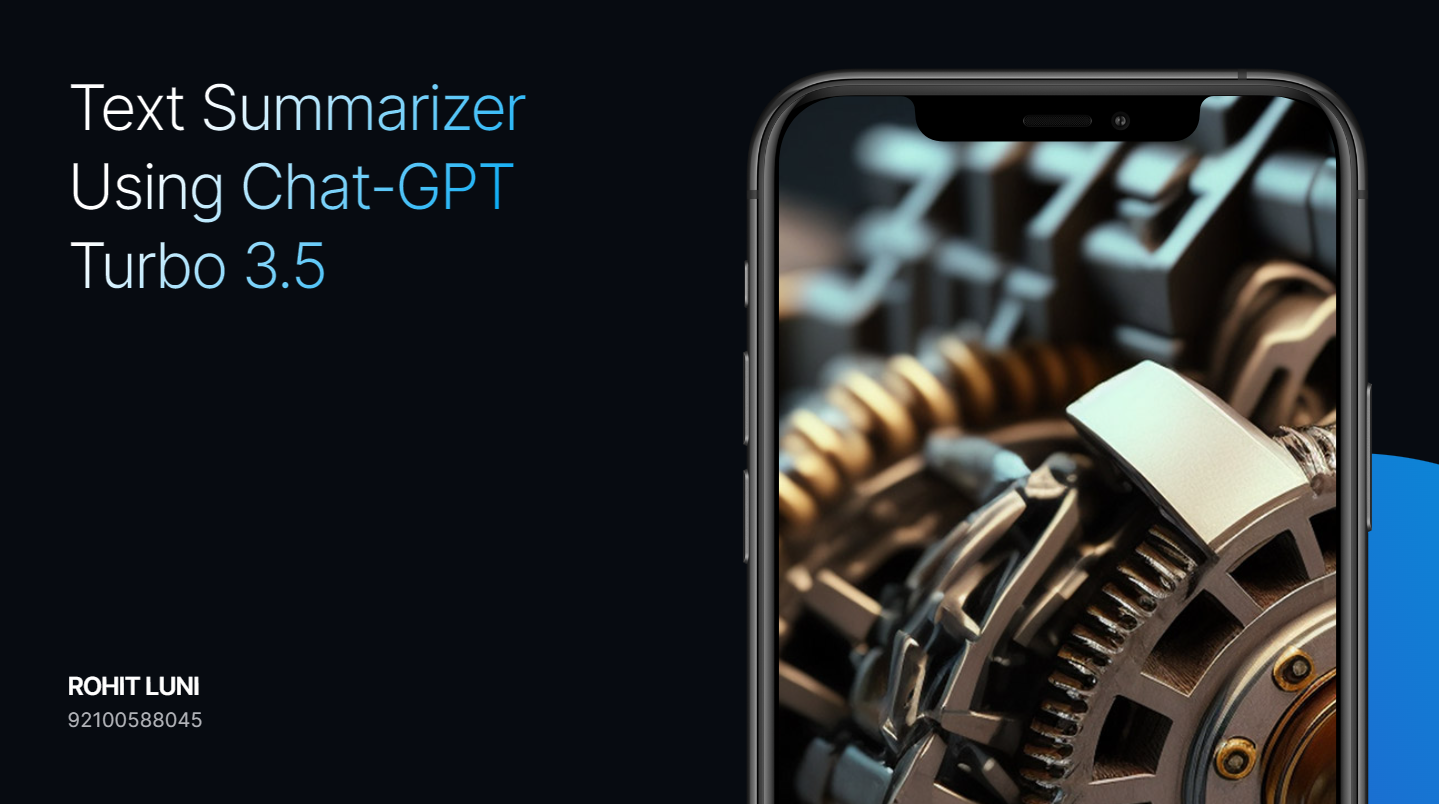 Text Summarizer
Using Chat-GPT
Turbo 3.5
ROHIT LUNI
92100588045